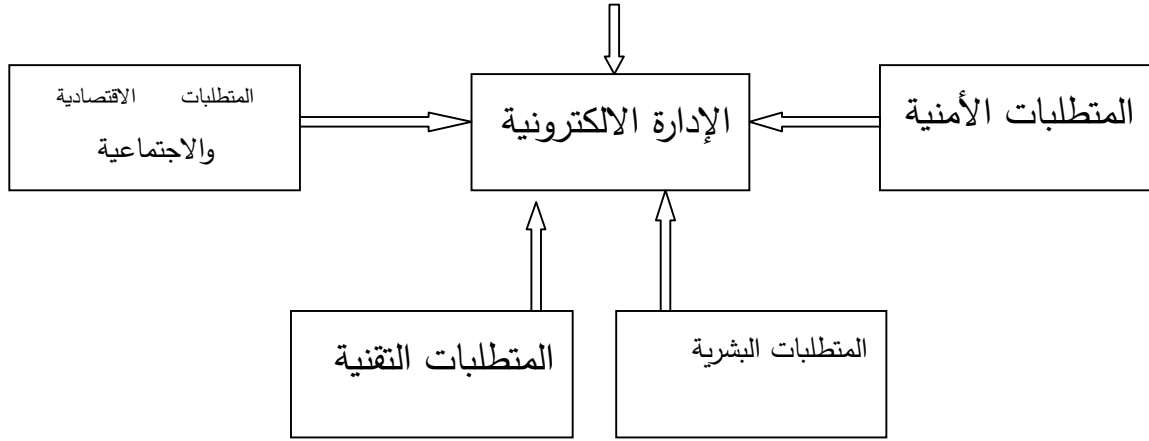 المتطلبات الأمنية
الإدارة الالكترونية
المتطلبات الاقتصادية
والاجتماعية
المتطلبات البشرية
المتطلبات التقنية